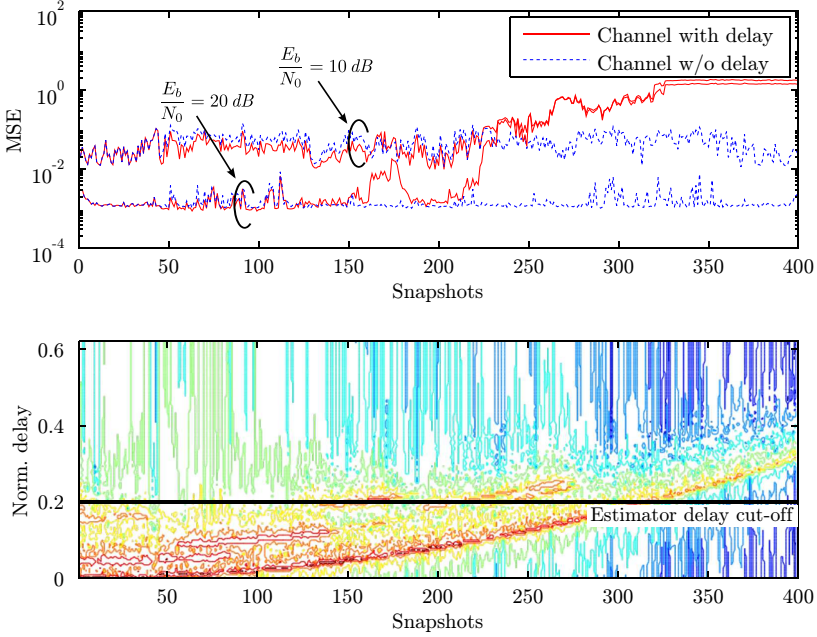 10^2
10^0
10^-2
10^-4
MSE
Channel with delay
Channel w/o delay
E_b/N_0 = 10 dB
E_b/N_0 = 20 dB
0 50 100 150 200 250 300 350 400
Snapshots
0.6
0.4
0.2
0
Norm. delay
Estimator delay cut-off
0 50 100 150 200 250 300 350 400
Snapshots